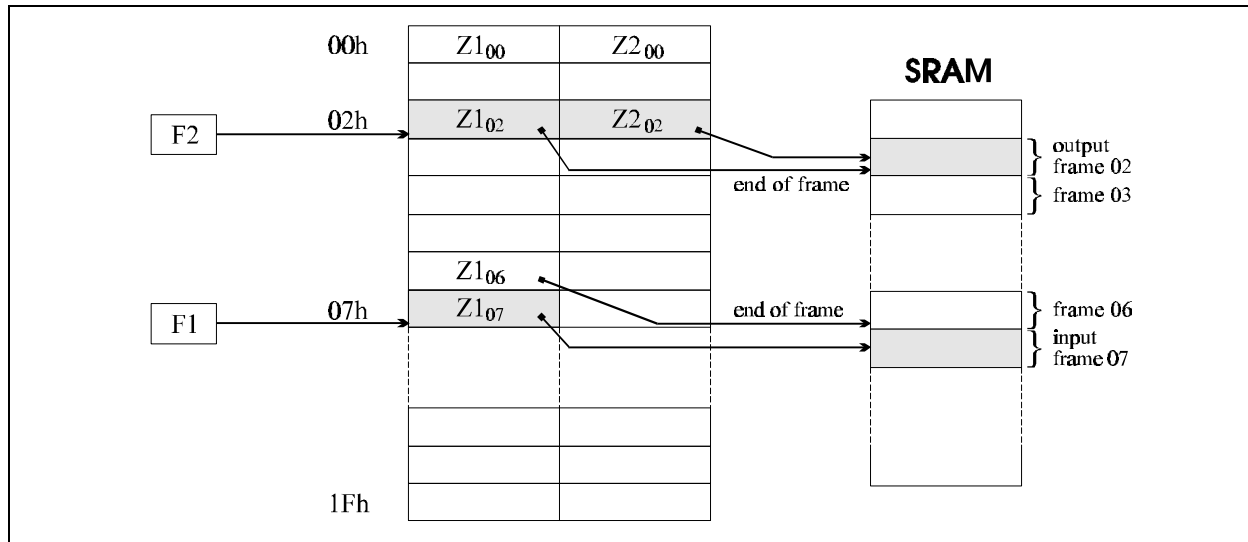 00h Z1₀₀ Z2₀₀
SRAM
F2 02h Z1₀₂ Z2₀₂
output
frame 02
end of frame
frame 03
Z1₀₆
F1 07h Z1₀₇
end of frame
frame 06
input
frame 07
1Fh